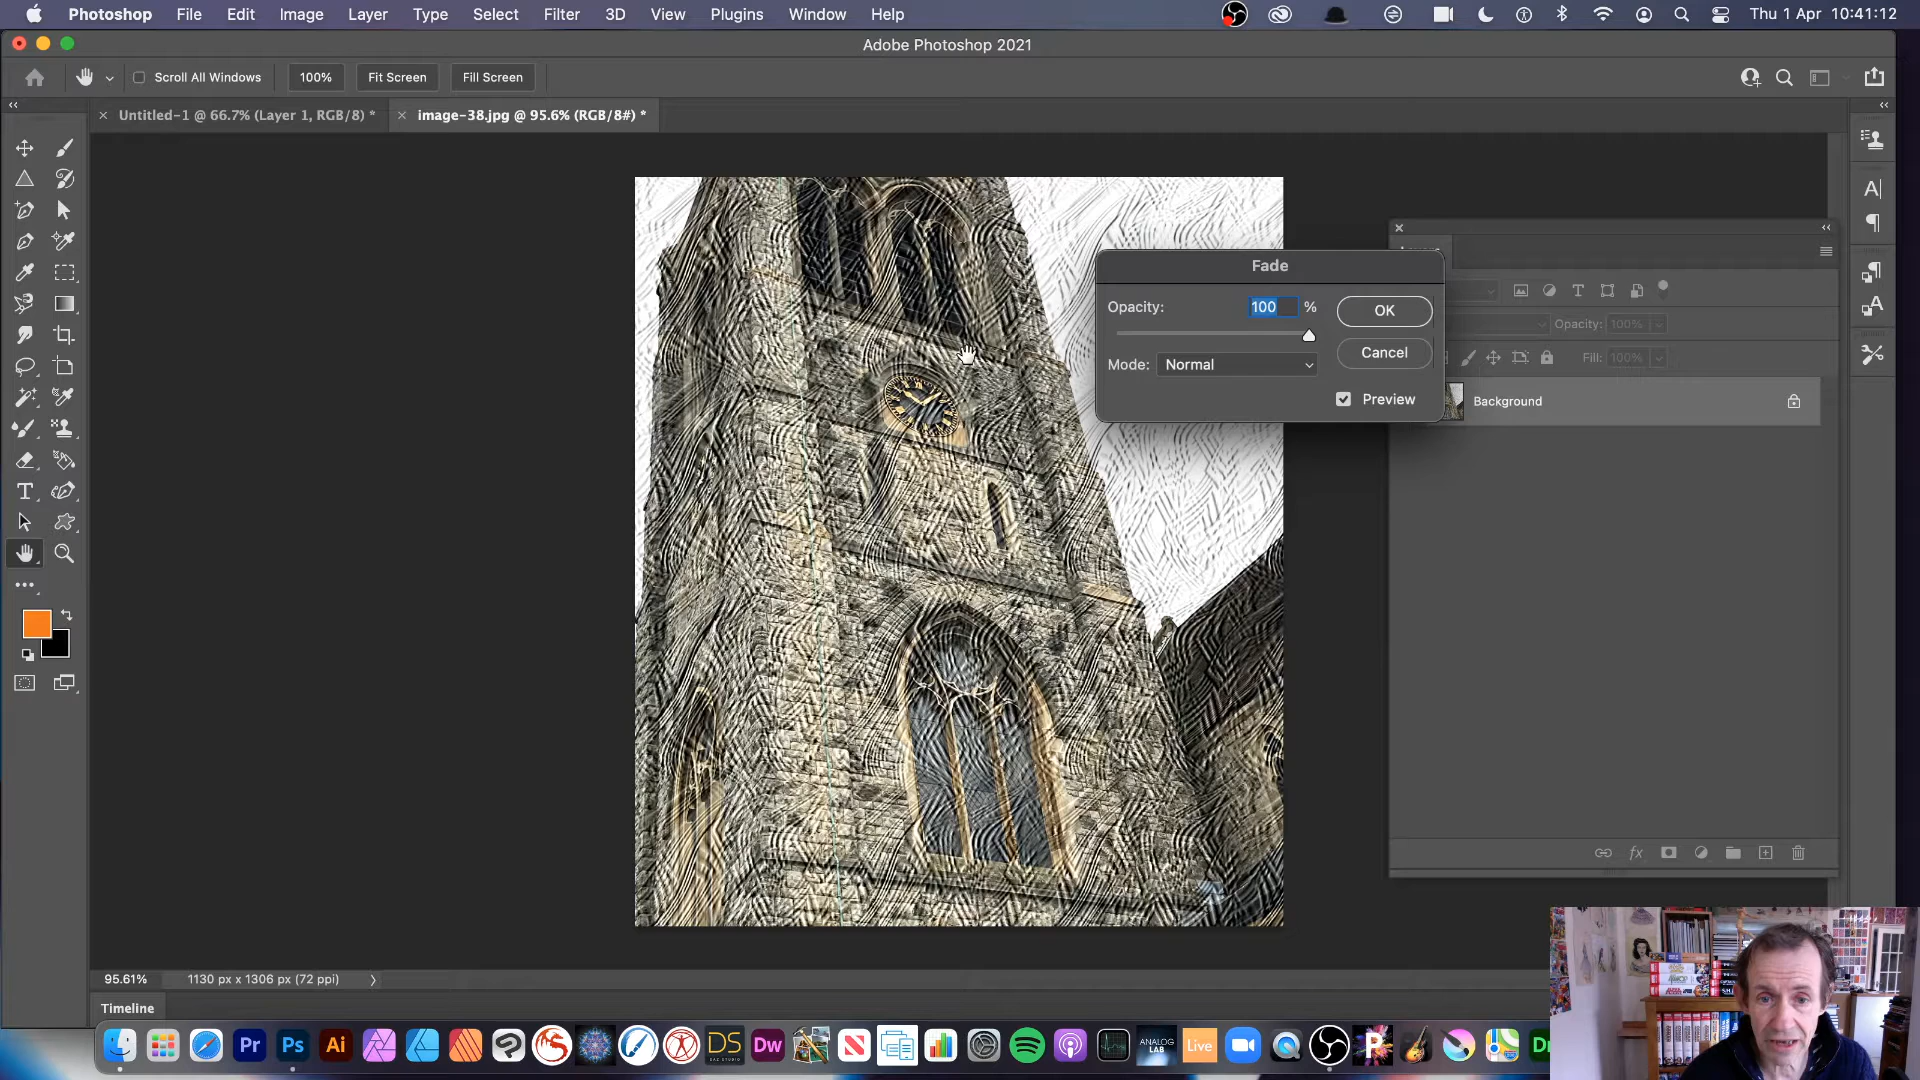 Photoshop File Edit Image Layer Type Select Filter 3D View Plugins Window Help Thu 1 Apr 10:41:12
Adobe Photoshop 2021
Scroll All Windows 100% Fit Screen Fill Screen
Untitled-1 @ 66.7% (Layer 1, RGB/8) * image-38.jpg @ 95.6% (RGB/8#) *
Fade
Opacity: 100 % OK
Cancel
Mode: Normal
Preview
Opacity: 100%
Fill: 100%
Background
95.61% 1130 px x 1306 px (72 ppi)
Timeline
Pr Ps Ai DS Dw ANALOG LAB Live P Dn